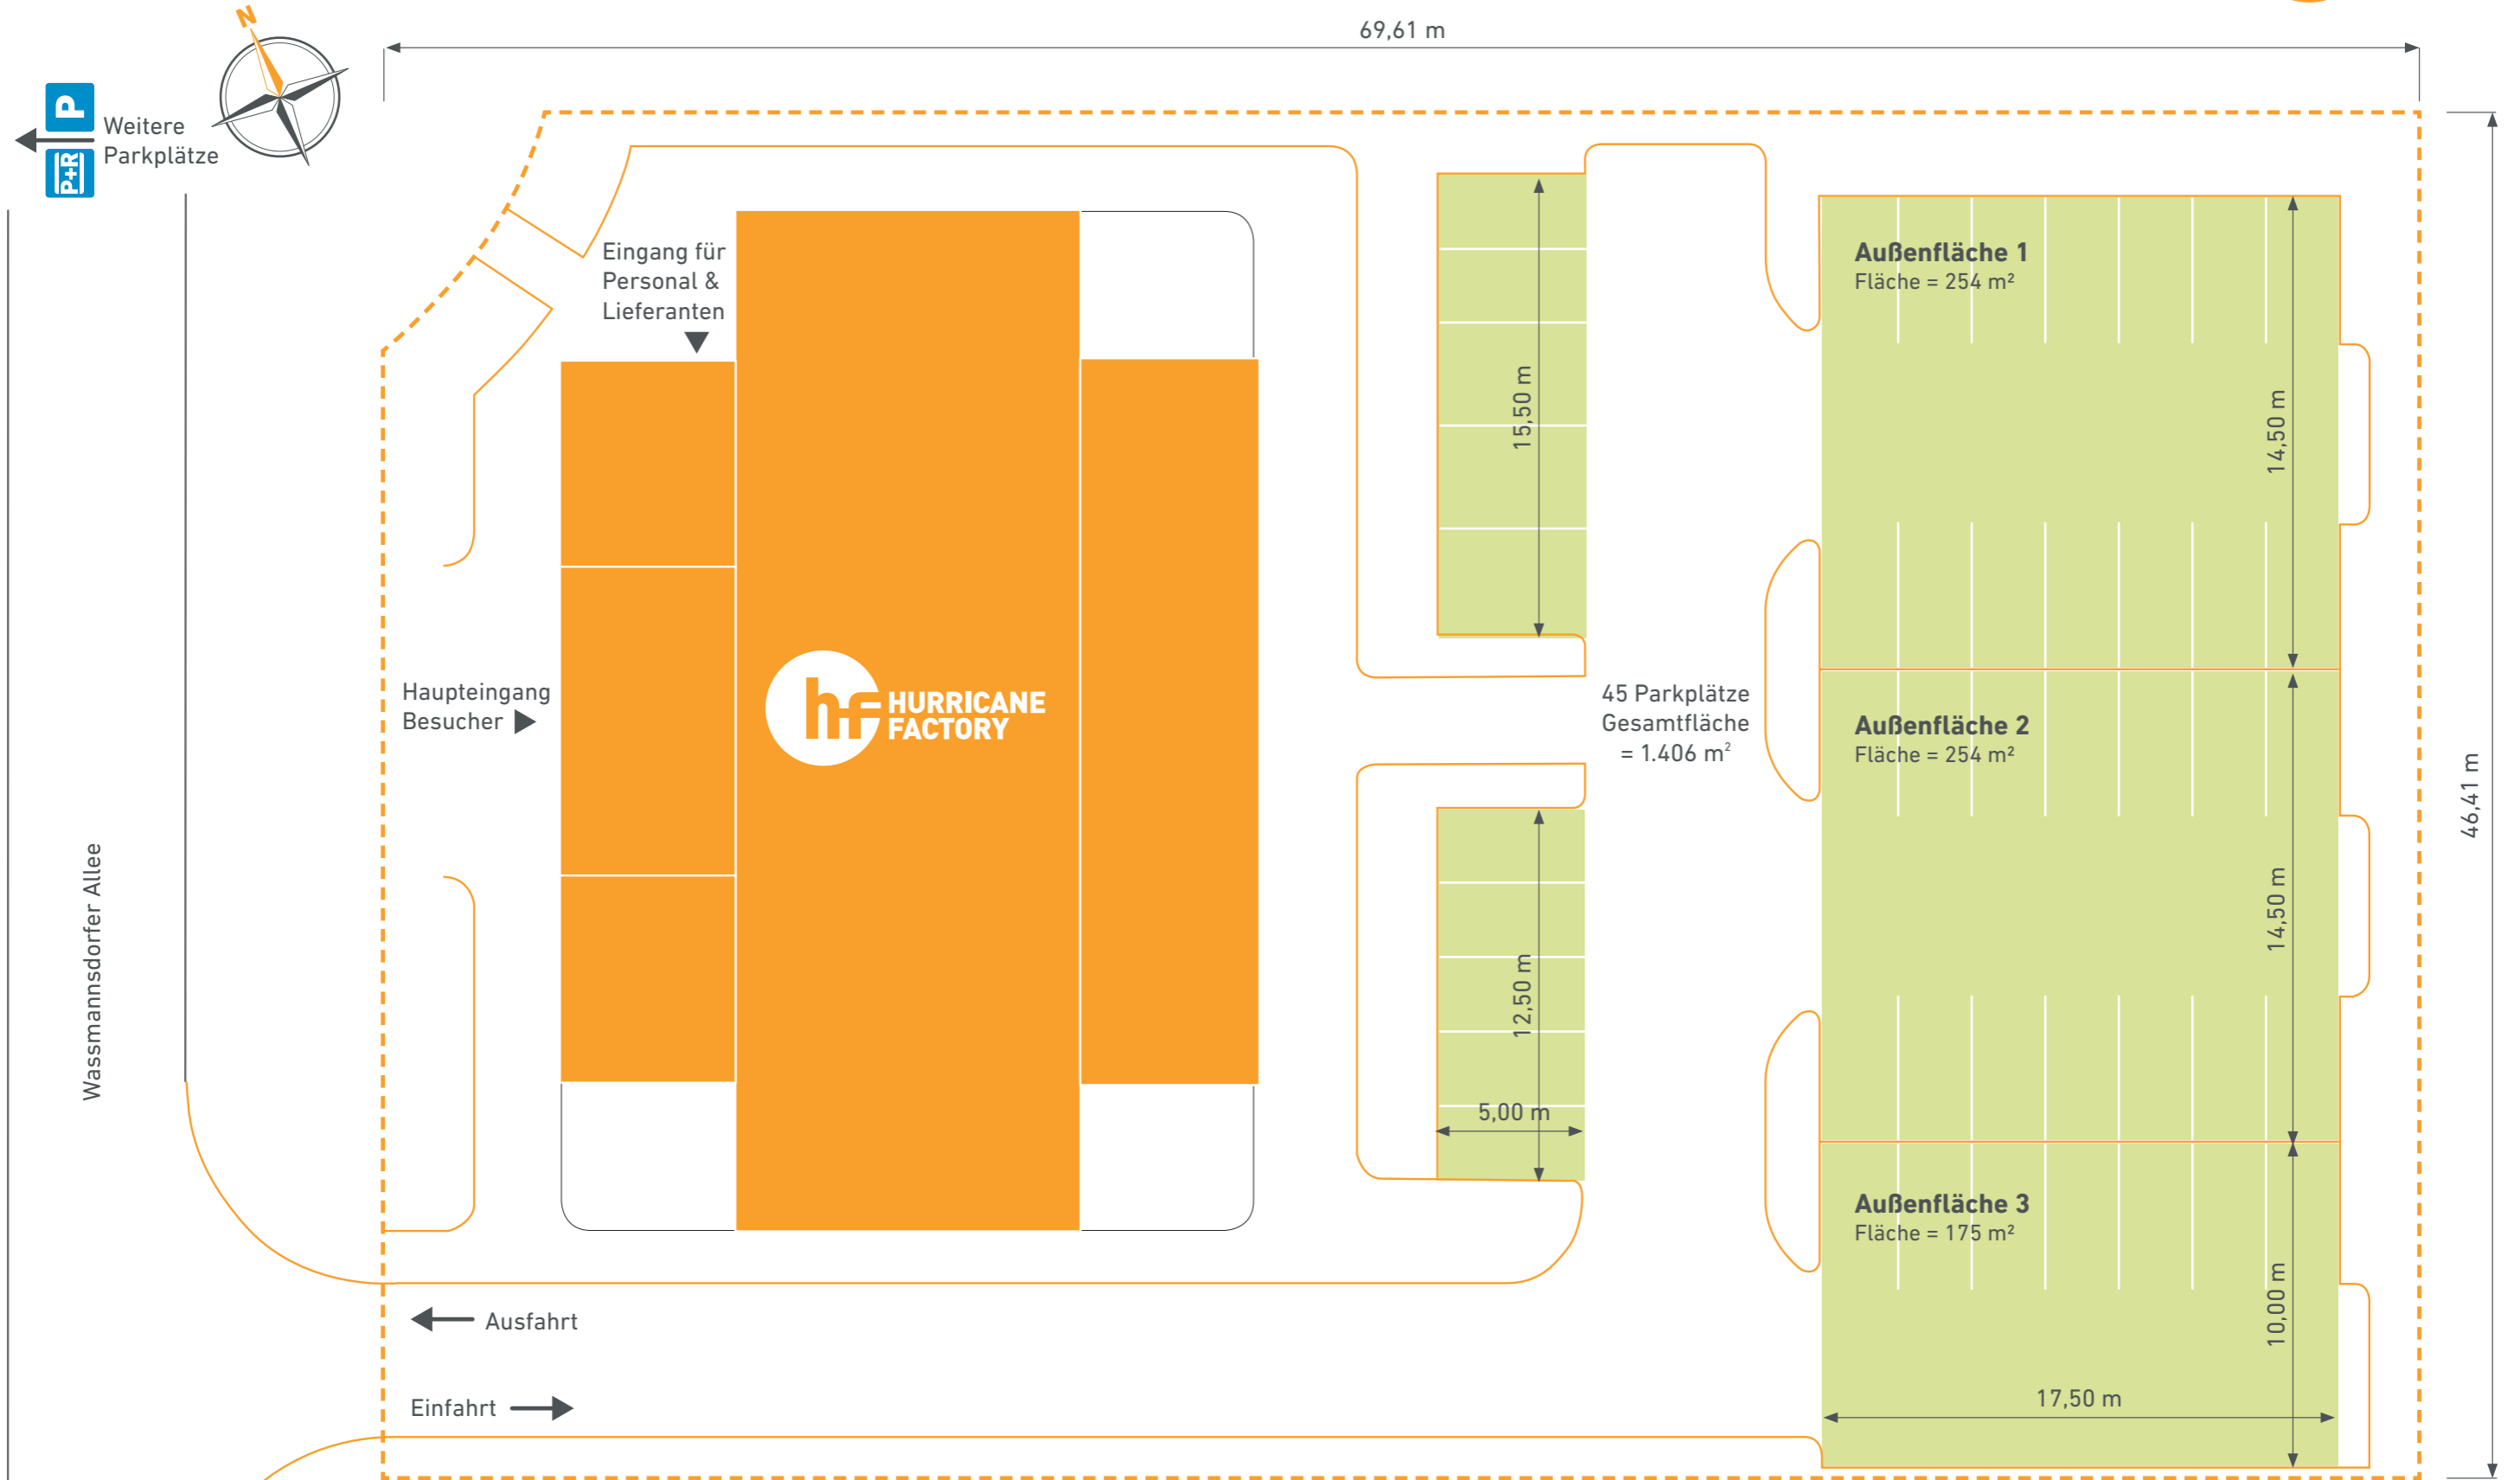 69,61 m
N
P
P+R
Weitere
Parkplätze
Eingang für
Personal &
Lieferanten
Außenfläche 1
Fläche = 254 m²
15,50 m
14,50 m
Haupteingang
Besucher
hf HURRICANE
FACTORY
45 Parkplätze
Gesamtfläche
= 1.406 m²
Außenfläche 2
Fläche = 254 m²
46,41 m
Wassmannsdorfer Allee
14,50 m
12,50 m
5,00 m
Außenfläche 3
Fläche = 175 m²
10,00 m
Ausfahrt
Einfahrt
17,50 m